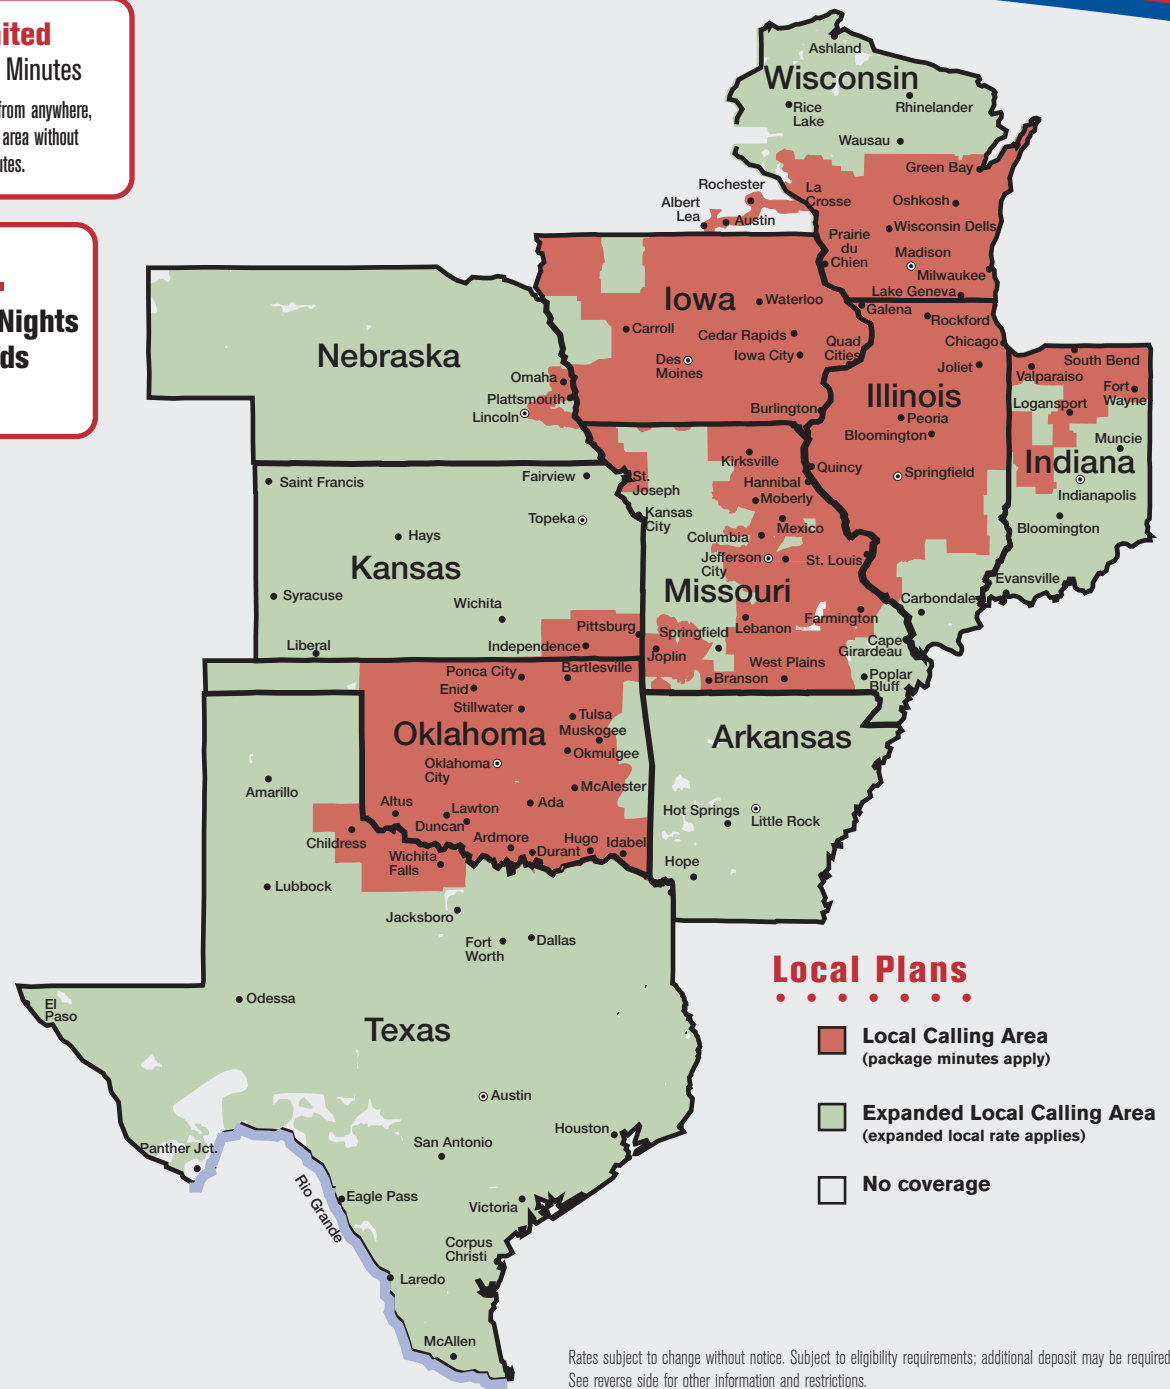 ited
Minutes
from anywhere,
area without
utes.
Nights
ds
Wisconsin
Ashland
Rice
Lake
Rhinelander
Wausau
Green Bay
La
Crosse
Oshkosh
Wisconsin Dells
Prairie
du
Chien
Madison
Milwaukee
Lake Geneva
Rochester
Albert
Lea
Austin
Iowa
Waterloo
Carroll
Cedar Rapids
Iowa City
Des
Moines
Quad
Cities
Burlington
Galena
Rockford
Chicago
Joliet
Illinois
Peoria
Bloomington
Quincy
Springfield
Carbondale
South Bend
Valparaiso
Fort
Wayne
Logansport
Muncie
Indiana
Indianapolis
Bloomington
Evansville
Nebraska
Omaha
Plattsmouth
Lincoln
Saint Francis
Fairview
Topeka
Hays
Kansas
Syracuse
Wichita
Liberal
Pittsburg
Independence
Kirksville
St.
Joseph
Hannibal
Moberly
Kansas
City
Mexico
Columbia
Jefferson
City
St. Louis
Missouri
Farmington
Springfield
Lebanon
Joplin
Cape
Girardeau
West Plains
Branson
Poplar
Bluff
Ponca City
Bartlesville
Enid
Stillwater
Tulsa
Oklahoma
Muskogee
Okmulgee
Oklahoma
City
McAlester
Altus
Lawton
Ada
Duncan
Ardmore
Durant
Hugo
Idabel
Arkansas
Hot Springs
Little Rock
Hope
Amarillo
Childress
Wichita
Falls
Lubbock
Jacksboro
Fort
Worth
Dallas
El
Paso
Odessa
Texas
Austin
Houston
San Antonio
Panther Jct.
Rio Grande
Eagle Pass
Victoria
Corpus
Christi
Laredo
McAllen
Local Plans
Local Calling Area
(package minutes apply)
Expanded Local Calling Area
(expanded local rate applies)
No coverage
Rates subject to change without notice. Subject to eligibility requirements; additional deposit may be required
See reverse side for other information and restrictions.